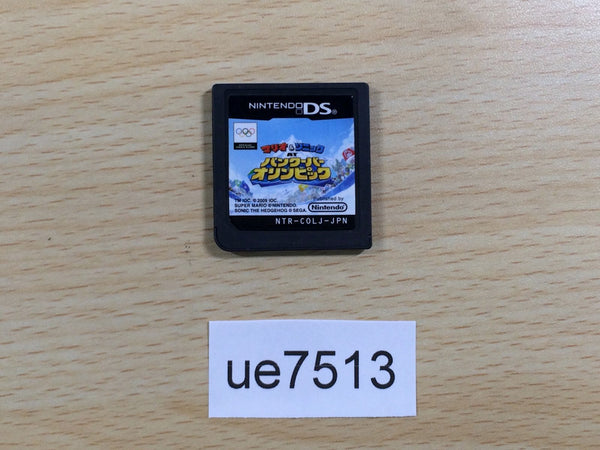 NINTENDO DS®
マリオ&ソニック
AT
バンクーバー
オリンピック
TM IOC. © 2009 IOC.
SUPER MARIO © NINTENDO.
SONIC THE HEDGEHOG © SEGA.
Published by
Nintendo
NTR-COLJ-JPN
ue7513